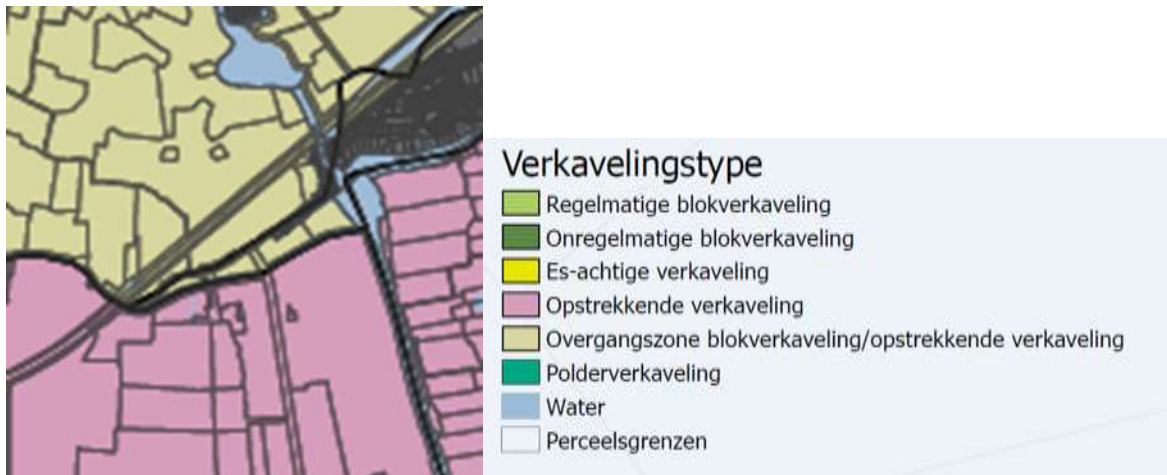 Verkavelingstype
Regelmatige blokverkaveling
Onregelmatige blokverkaveling
Es-achtige verkaveling
Opstrekkende verkaveling
Overgangszone blokverkaveling/opstrekkende verkaveling
Polderverkaveling
Water
Perceelsgrenzen